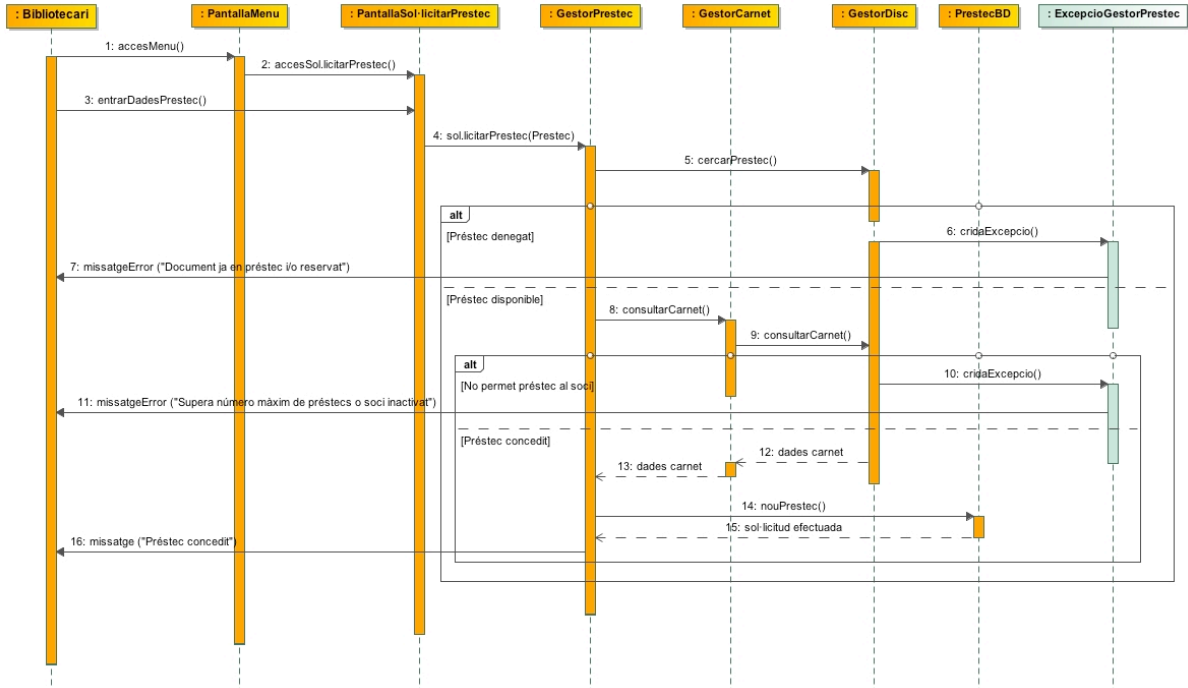 : Bibliotecari
: PantallaMenu
: PantallaSol·licitarPrestec
: GestorPrestec
: GestorCarnet
: GestorDisc
: PrestecBD
: ExcepcioGestorPrestec
1: accesMenu()
2: accesSol.licitarPrestec()
3: entrarDadesPrestec()
4: sol.licitarPrestec(Prestec)
5: cercarPrestec()
alt
[Préstec denegat]
6: cridaExcepcio()
7: missatgeError ("Document ja en préstec i/o reservat")
[Préstec disponible]
8: consultarCarnet()
9: consultarCarnet()
alt
[No permet préstec al soci]
10: cridaExcepcio()
11: missatgeError ("Supera número màxim de préstecs o soci inactivat")
[Préstec concedit]
12: dades carnet
13: dades carnet
14: nouPrestec()
15: sol·licitud efectuada
16: missatge ("Préstec concedit")